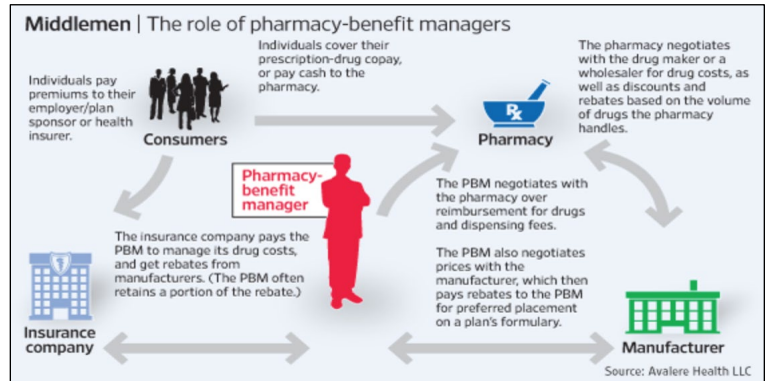 Middlemen | The role of pharmacy-benefit managers
Individuals pay
premiums to their
employer/plan
sponsor or health
insurer.
Consumers
Individuals cover their
prescription-drug copay,
or pay cash to the
pharmacy.
Rx
Pharmacy
The pharmacy negotiates
with the drug maker or a
wholesaler for drug costs, as
well as discounts and
rebates based on the volume
of drugs the pharmacy
handles.
Pharmacy-
benefit
manager
The PBM negotiates with
the pharmacy over
reimbursement for drugs
and dispensing fees.
The PBM also negotiates
prices with the
manufacturer, which then
pays rebates to the PBM
for preferred placement
on a plan's formulary.
The insurance company pays the
PBM to manage its drug costs,
and get rebates from
manufacturers. (The PBM often
retains a portion of the rebate.)
Insurance
company
Manufacturer
Source: Avalere Health LLC